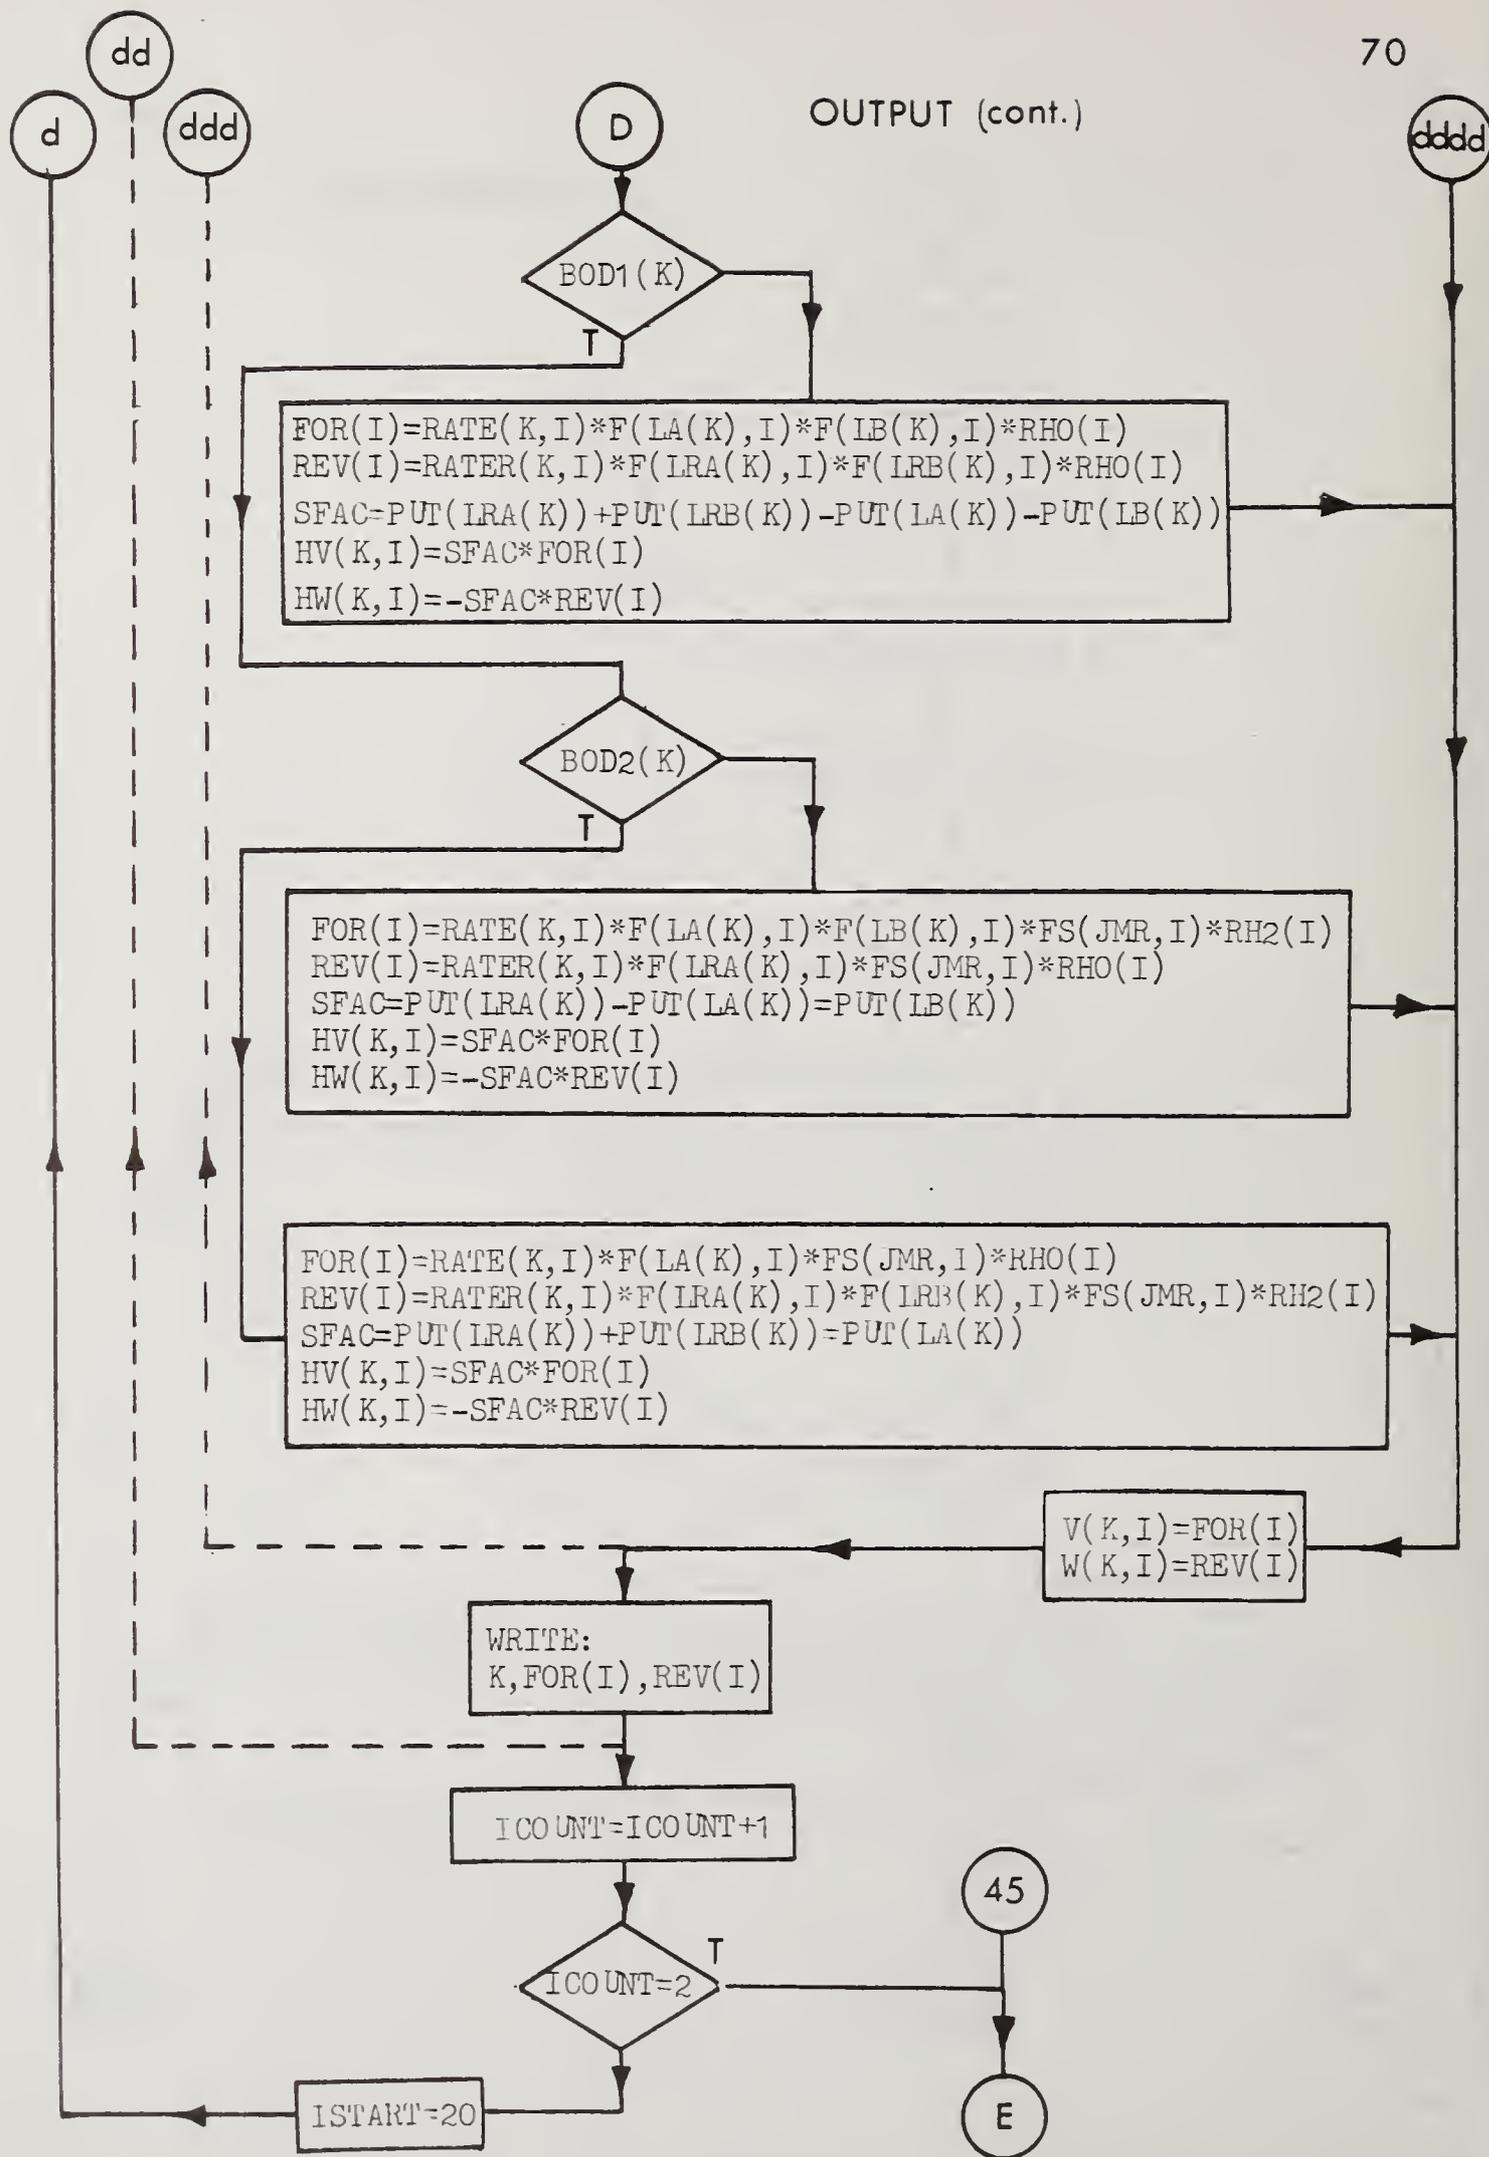 70
dd
d
ddd
D
OUTPUT (cont.)
dddd
BOD1(K)
T
FOR(I)=RATE(K,I)*F(LA(K),I)*F(LB(K),I)*RHO(I)
REV(I)=RATER(K,I)*F(LRA(K),I)*F(LRB(K),I)*RHO(I)
SFAC=PUT(LRA(K))+PUT(LRB(K))-PUT(LA(K))-PUT(LB(K))
HV(K,I)=SFAC*FOR(I)
HW(K,I)=-SFAC*REV(I)
BOD2(K)
T
FOR(I)=RATE(K,I)*F(LA(K),I)*F(LB(K),I)*FS(JMR,I)*RH2(I)
REV(I)=RATER(K,I)*F(LRA(K),I)*FS(JMR,I)*RHO(I)
SFAC=PUT(LRA(K))-PUT(LA(K))=PUT(LB(K))
HV(K,I)=SFAC*FOR(I)
HW(K,I)=-SFAC*REV(I)
FOR(I)=RATE(K,I)*F(LA(K),I)*FS(JMR,I)*RHO(I)
REV(I)=RATER(K,I)*F(LRA(K),I)*F(LRB(K),I)*FS(JMR,I)*RH2(I)
SFAC=PUT(LRA(K))+PUT(LRB(K))=PUT(LA(K))
HV(K,I)=SFAC*FOR(I)
HW(K,I)=-SFAC*REV(I)
V(K,I)=FOR(I)
W(K,I)=REV(I)
WRITE:
K,FOR(I),REV(I)
ICOUNT=ICOUNT+1
45
T
ICOUNT=2
ISTART=20
E